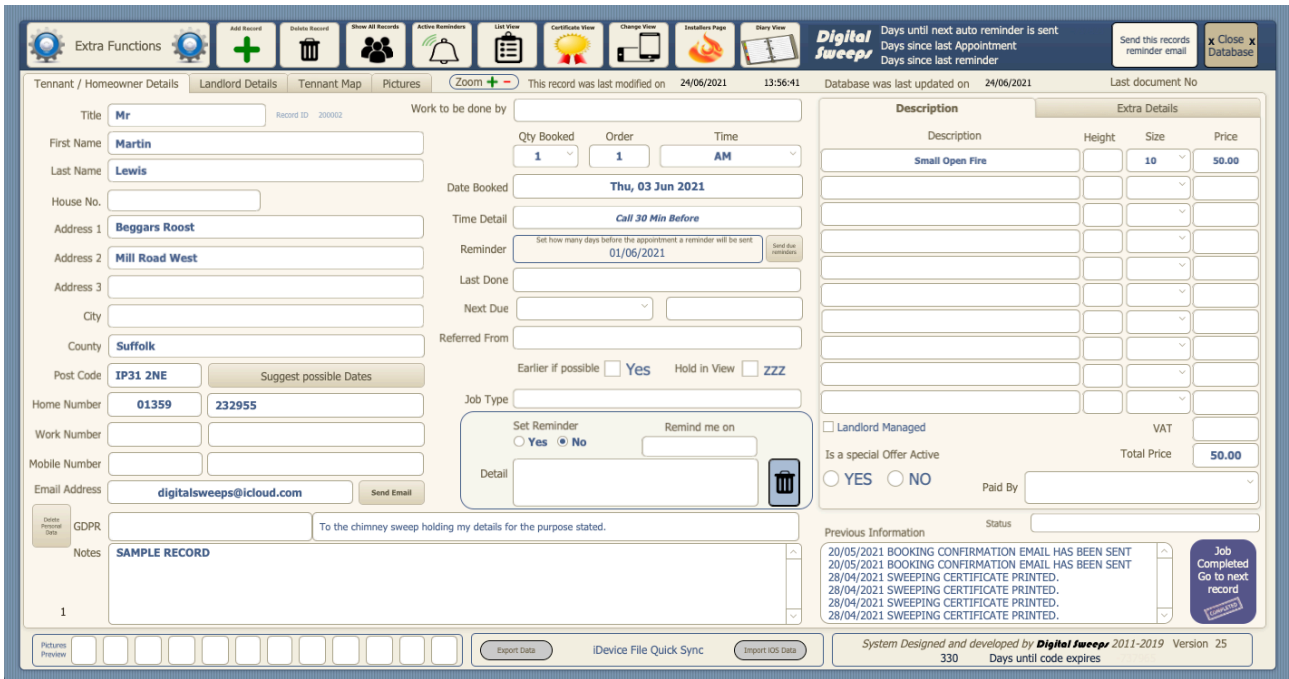 Extra Functions
Add Record
Delete Record
Show All Records
Active Reminders
List View
Certificate View
Change View
Installers Page
Diary View
Digital Sweeps
Days until next auto reminder is sent
Days since last Appointment
Days since last reminder
Send this records reminder email
x Close x
Database
Tennant / Homeowner Details
Landlord Details
Tennant Map
Pictures
Zoom + −
This record was last modified on 24/06/2021 13:56:41
Database was last updated on 24/06/2021
Last document No
Title Mr
Record ID 200002
First Name Martin
Last Name Lewis
House No.
Address 1 Beggars Roost
Address 2 Mill Road West
Address 3
City
County Suffolk
Post Code IP31 2NE
Suggest possible Dates
Home Number 01359 232955
Work Number
Mobile Number
Email Address digitalsweeps@icloud.com
Send Email
Delete Personal Data
GDPR
To the chimney sweep holding my details for the purpose stated.
Notes SAMPLE RECORD
1
Work to be done by
Qty Booked Order Time
1 1 AM
Date Booked Thu, 03 Jun 2021
Time Detail Call 30 Min Before
Reminder
Set how many days before the appointment a reminder will be sent
01/06/2021
Send due reminders
Last Done
Next Due
Referred From
Earlier if possible Yes
Hold in View zzz
Job Type
Set Reminder
Yes No
Remind me on
Detail
Description
Extra Details
Description Height Size Price
Small Open Fire 10 50.00
Landlord Managed
VAT
Is a special Offer Active
Total Price 50.00
YES NO
Paid By
Status
Previous Information
20/05/2021 BOOKING CONFIRMATION EMAIL HAS BEEN SENT
20/05/2021 BOOKING CONFIRMATION EMAIL HAS BEEN SENT
28/04/2021 SWEEPING CERTIFICATE PRINTED.
28/04/2021 SWEEPING CERTIFICATE PRINTED.
28/04/2021 SWEEPING CERTIFICATE PRINTED.
28/04/2021 SWEEPING CERTIFICATE PRINTED.
Job
Completed
Go to next
record
COMPLETED
Pictures Preview
Export Data
iDevice File Quick Sync
Import iOS Data
System Designed and developed by Digital Sweeps 2011-2019 Version 25
330 Days until code expires